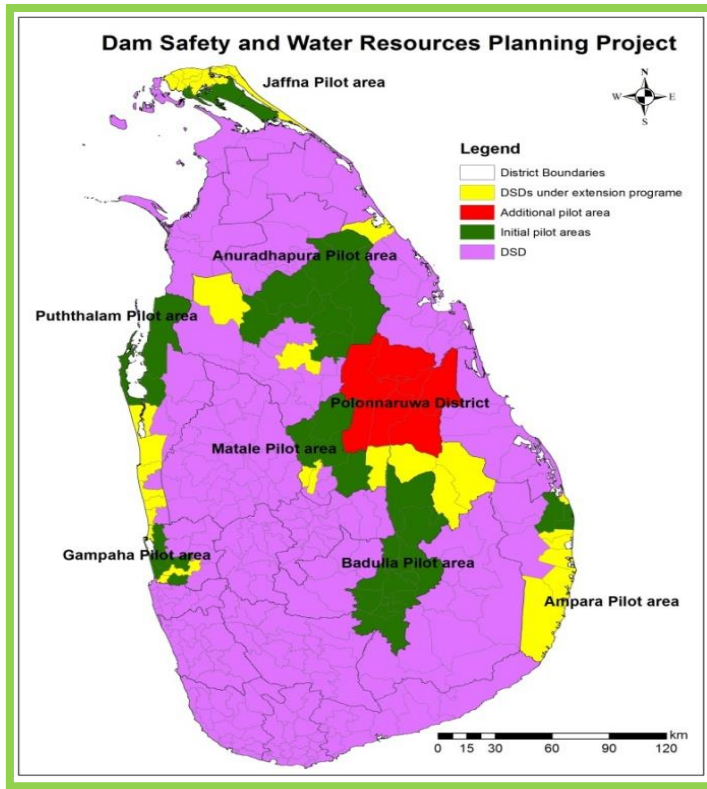 Dam Safety and Water Resources Planning Project
Jaffna Pilot area
N
W E
S
Legend
District Boundaries
DSDs under extension programe
Additional pilot area
Initial pilot areas
DSD
Anuradhapura Pilot area
Puththalam Pilot area
Polonnaruwa District
Matale Pilot area
Gampaha Pilot area
Badulla Pilot area
Ampara Pilot area
km
0 15 30 60 90 120